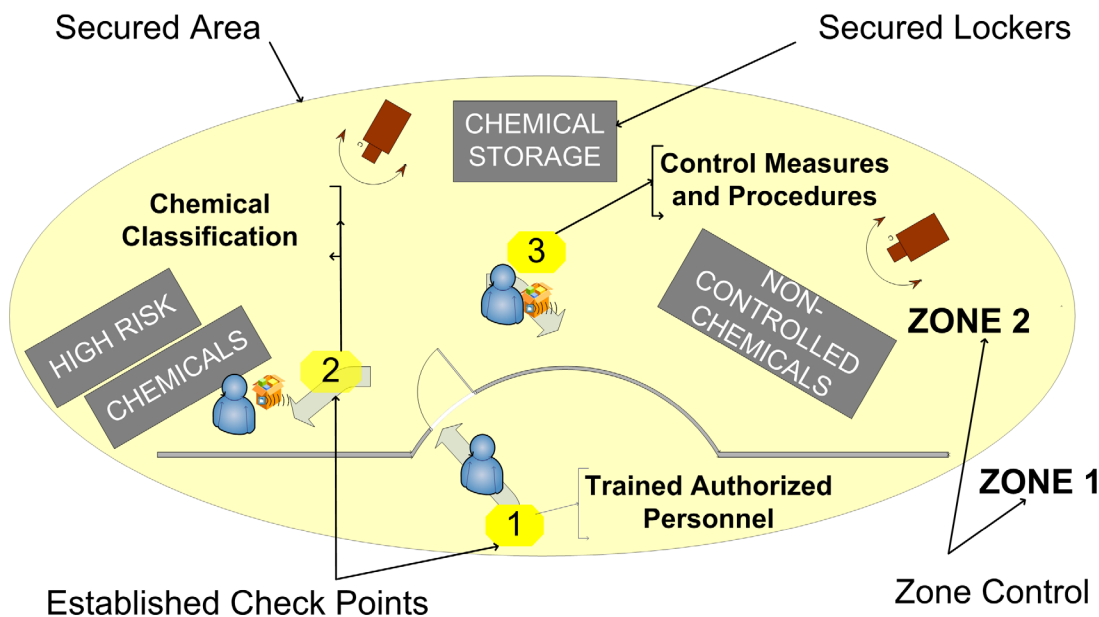 Secured Area
Secured Lockers
CHEMICAL
STORAGE
Control Measures
and Procedures
Chemical
Classification
3
NON-
CONTROLLED
CHEMICALS
HIGH RISK
CHEMICALS
ZONE 2
2
ZONE 1
Trained Authorized
Personnel
1
Zone Control
Established Check Points